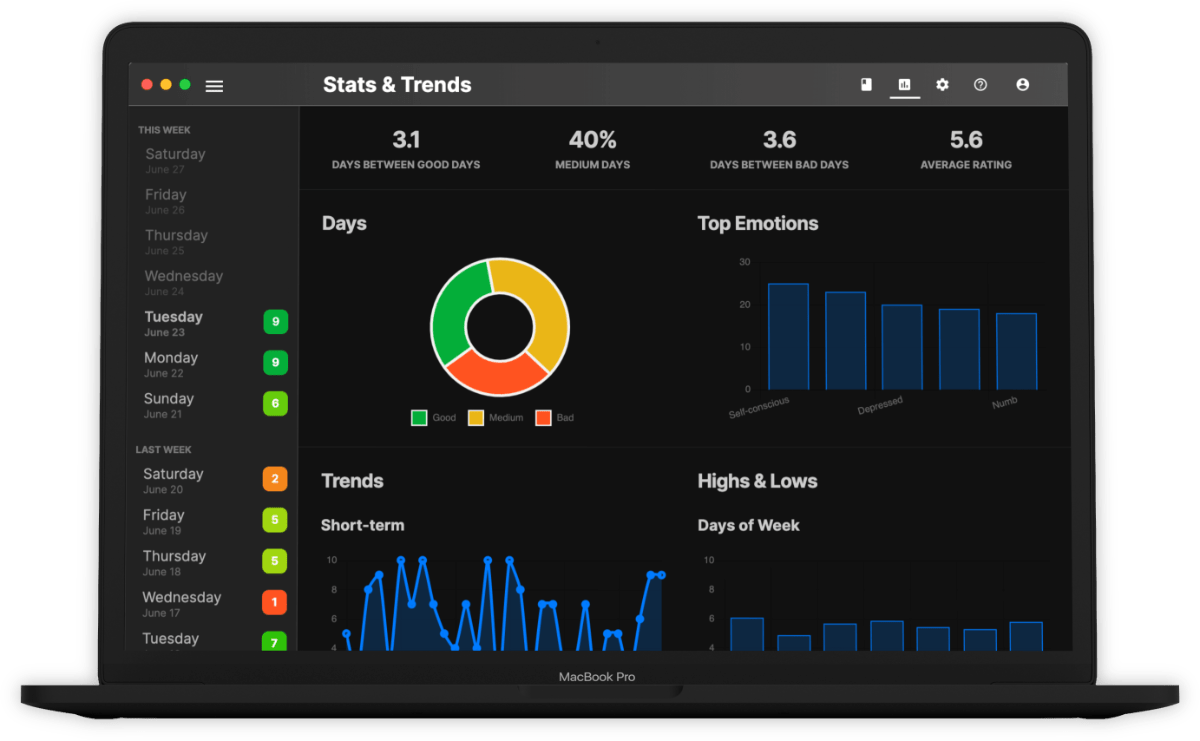 Stats & Trends
THIS WEEK
Saturday
June 27
Friday
June 26
Thursday
June 25
Wednesday
June 24
Tuesday
June 23
9
Monday
June 22
9
Sunday
June 21
6
LAST WEEK
Saturday
June 20
2
Friday
June 19
5
Thursday
June 18
5
Wednesday
June 17
1
Tuesday
7
3.1
DAYS BETWEEN GOOD DAYS
40%
MEDIUM DAYS
3.6
DAYS BETWEEN BAD DAYS
5.6
AVERAGE RATING
Days
Good Medium Bad
Top Emotions
30
20
10
0
Self-conscious Depressed Numb
Trends
Short-term
10
8
6
4
Highs & Lows
Days of Week
10
8
6
4
MacBook Pro